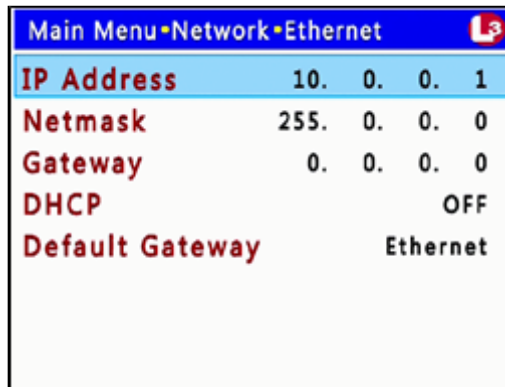 Main Menu•Network•Ethernet L3
IP Address 10. 0. 0. 1
Netmask 255. 0. 0. 0
Gateway 0. 0. 0. 0
DHCP OFF
Default Gateway Ethernet